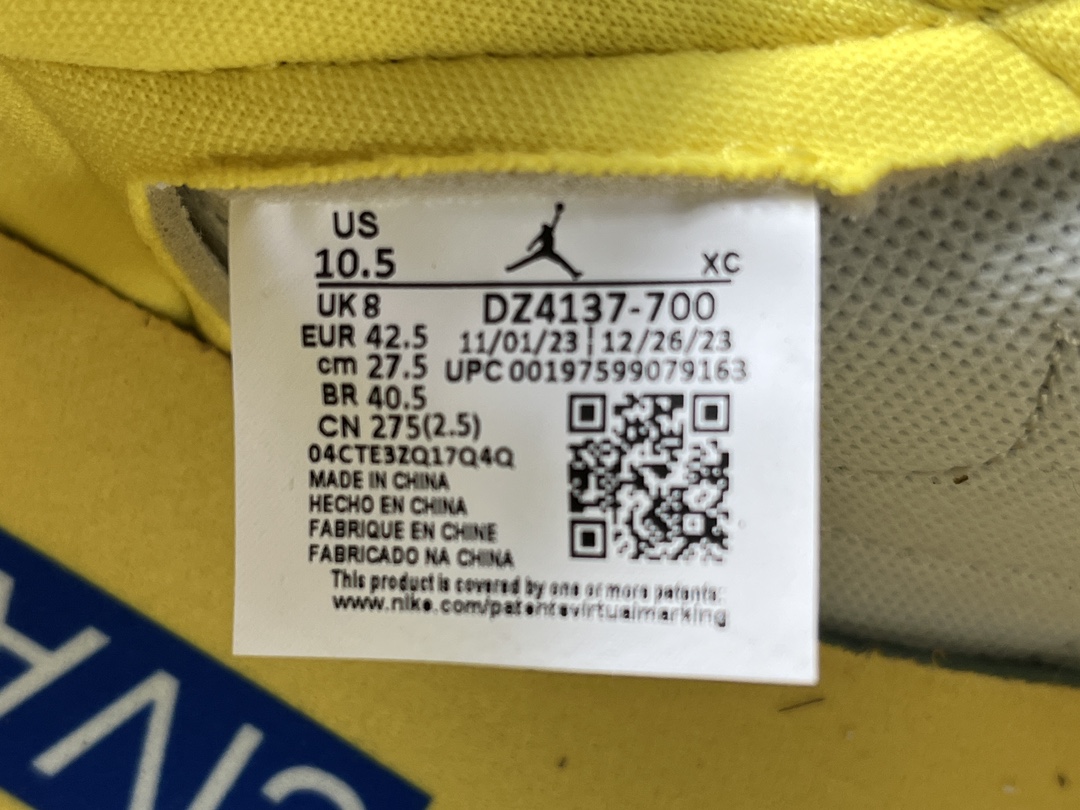 US
10.5
XC
UK 8
DZ4137-700
EUR 42.5
11/01/23 | 12/26/23
cm 27.5
UPC 00197599079163
BR 40.5
CN 275(2.5)
04CTE3ZQ17Q4Q
MADE IN CHINA
HECHO EN CHINA
FABRIQUE EN CHINE
FABRICADO NA CHINA
This product is covered by one or more patents:
www.nike.com/patentsvirtualmarking